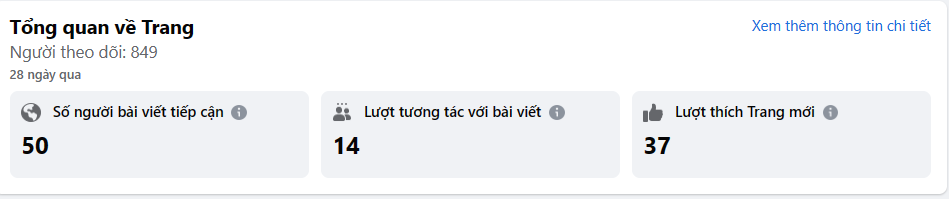 Tổng quan về Trang
Xem thêm thông tin chi tiết
Người theo dõi: 849
28 ngày qua
Số người bài viết tiếp cận
50
Lượt tương tác với bài viết
14
Lượt thích Trang mới
37